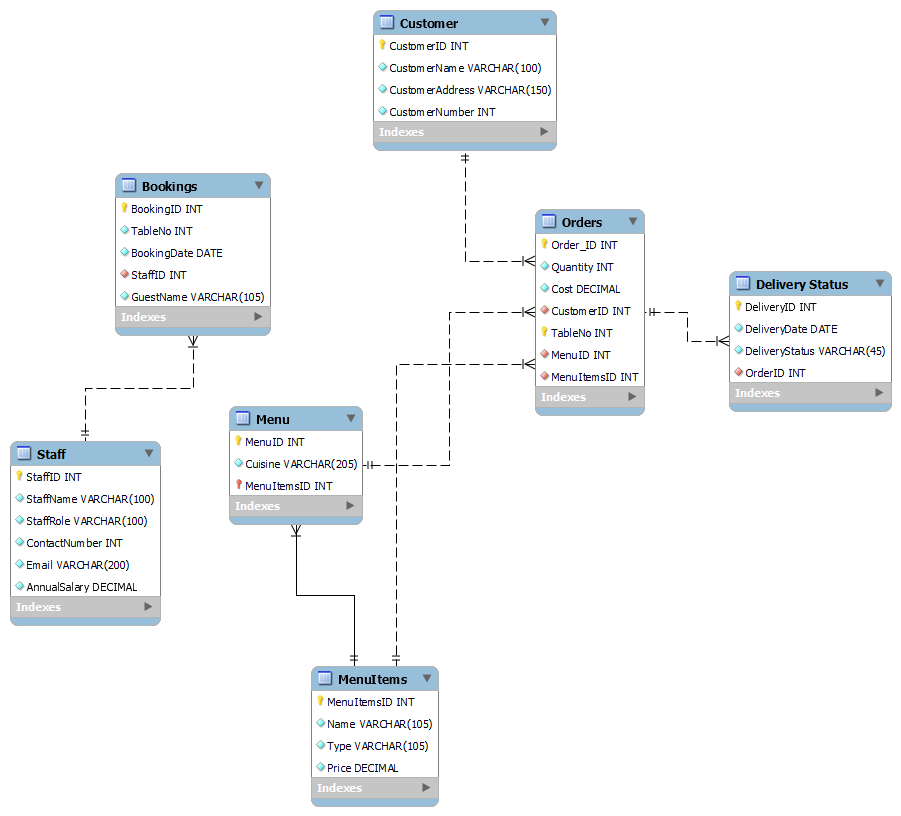 Customer
CustomerID INT
CustomerName VARCHAR(100)
CustomerAddress VARCHAR(150)
CustomerNumber INT
Indexes
Bookings
BookingID INT
TableNo INT
BookingDate DATE
StaffID INT
GuestName VARCHAR(105)
Indexes
Orders
Order_ID INT
Quantity INT
Cost DECIMAL
CustomerID INT
TableNo INT
MenuID INT
MenuItemsID INT
Indexes
Delivery Status
DeliveryID INT
DeliveryDate DATE
DeliveryStatus VARCHAR(45)
OrderID INT
Indexes
Menu
MenuID INT
Cuisine VARCHAR(205)
MenuItemsID INT
Indexes
Staff
StaffID INT
StaffName VARCHAR(100)
StaffRole VARCHAR(100)
ContactNumber INT
Email VARCHAR(200)
AnnualSalary DECIMAL
Indexes
MenuItems
MenuItemsID INT
Name VARCHAR(105)
Type VARCHAR(105)
Price DECIMAL
Indexes